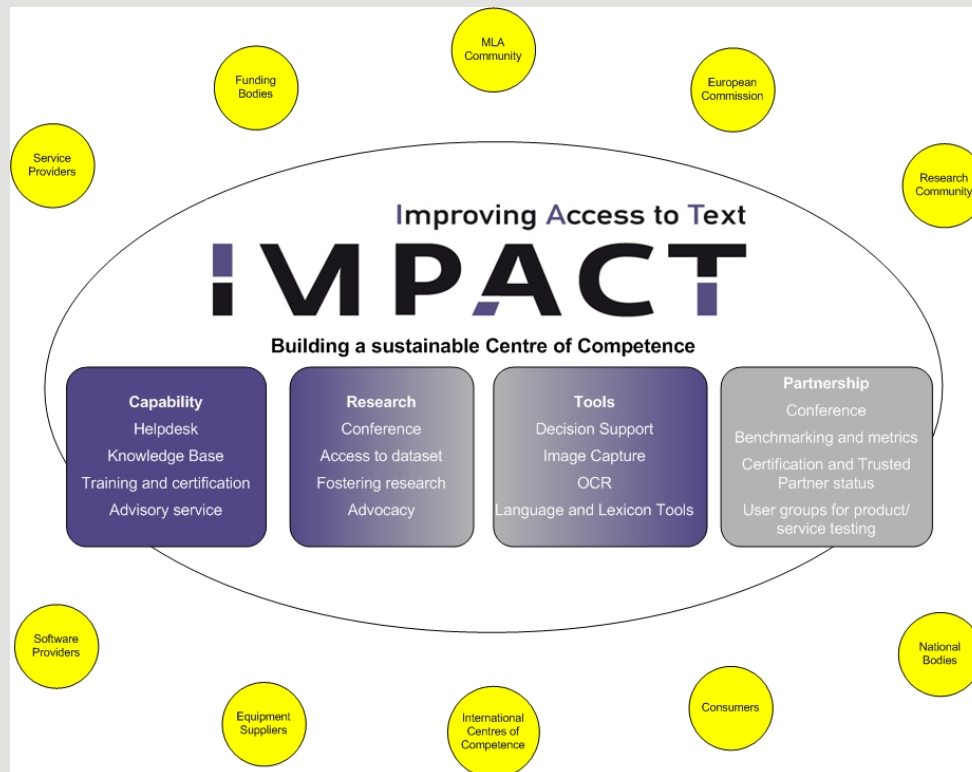 MLA
Community
Funding
Bodies
European
Commission
Service
Providers
Research
Community
Improving Access to Text
IMPACT
Building a sustainable Centre of Competence
Capability
Helpdesk
Knowledge Base
Training and certification
Advisory service
Research
Conference
Access to dataset
Fostering research
Advocacy
Tools
Decision Support
Image Capture
OCR
Language and Lexicon Tools
Partnership
Conference
Benchmarking and metrics
Certification and Trusted
Partner status
User groups for product/
service testing
Software
Providers
Equipment
Suppliers
International
Centres of
Competence
Consumers
National
Bodies